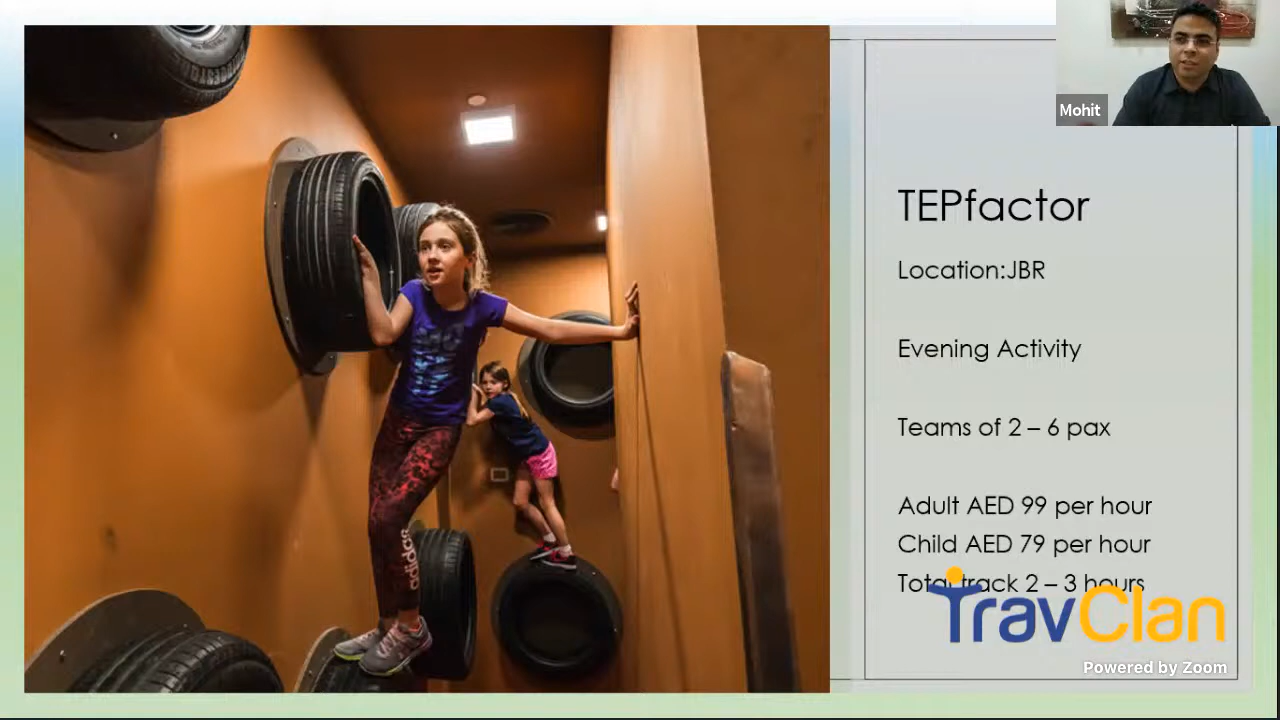 Mohit
TEPfactor
Location:JBR
Evening Activity
Teams of 2 – 6 pax
Adult AED 99 per hour
Child AED 79 per hour
Total track 2 – 3 hours
TravClan
Powered by Zoom
adidas